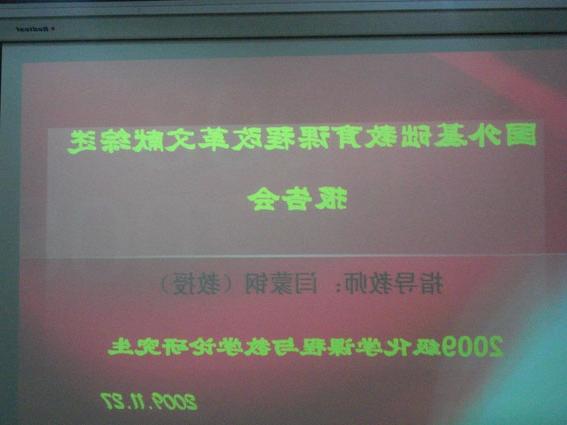 国外基础教育课程改革文献综述
报告会
指导教师：闫蒙钢（教授）
2009级化学课程与教学论研究生
2009.11.27